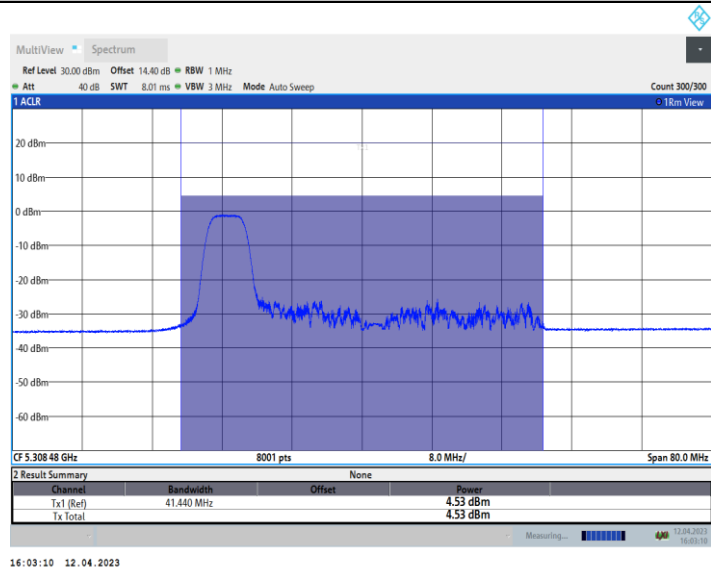 MultiView Spectrum
Ref Level 30.00 dBm Offset 14.40 dB RBW 1 MHz
Att 40 dB SWT 8.01 ms VBW 3 MHz Mode Auto Sweep Count 300/300
1 ACLR 1Rm View
20 dBm
10 dBm
0 dBm
-10 dBm
-20 dBm
-30 dBm
-40 dBm
-50 dBm
-60 dBm
CF 5.308 48 GHz 8001 pts 8.0 MHz/ Span 80.0 MHz
2 Result Summary None
Channel Bandwidth Offset Power
Tx1 (Ref) 41.440 MHz 4.53 dBm
Tx Total 4.53 dBm
Measuring... 12.04.2023
16:03:10
16:03:10 12.04.2023